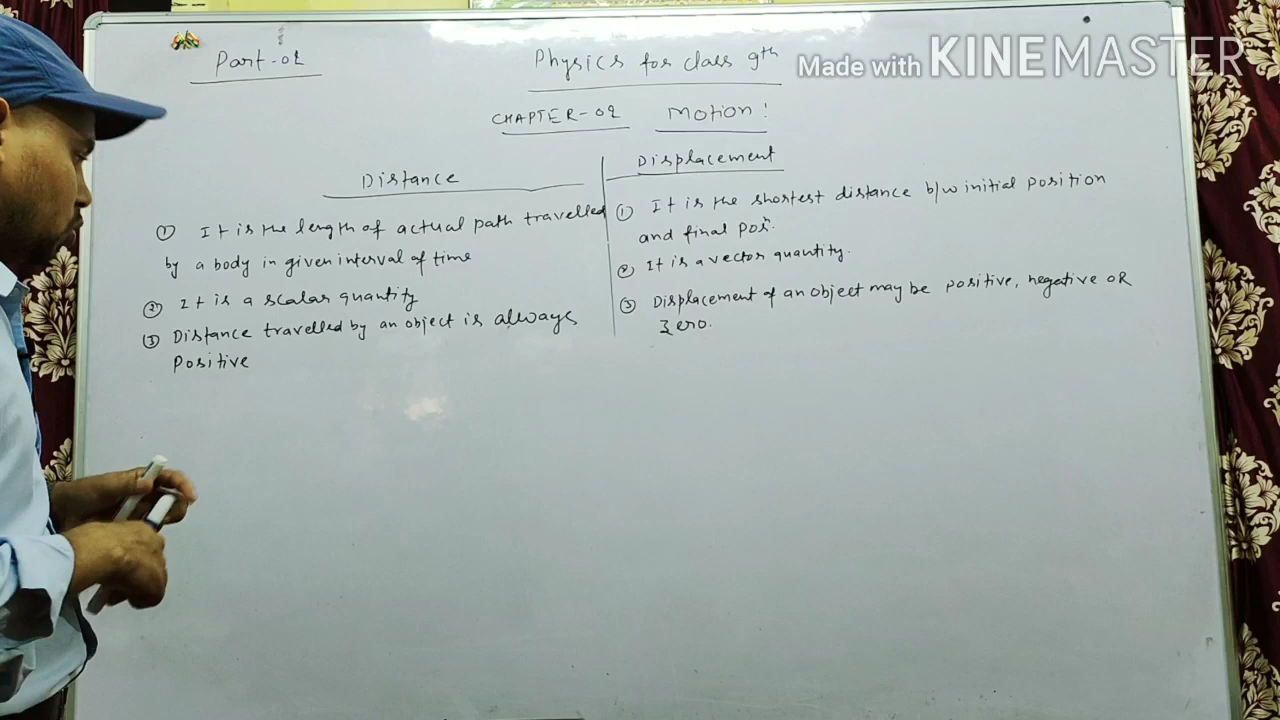 Part-02
Physics for class 9th
Made with KINEMASTER
CHAPTER-02 Motion!
Distance
① It is the length of actual path travelled
by a body in given interval of time
② It is a scalar quantity
③ Distance travelled by an object is always
Positive
Displacement
① It is the shortest distance b/w initial position
and final posn.
② It is a vector quantity.
③ Displacement of an object may be positive, negative OR
Zero.